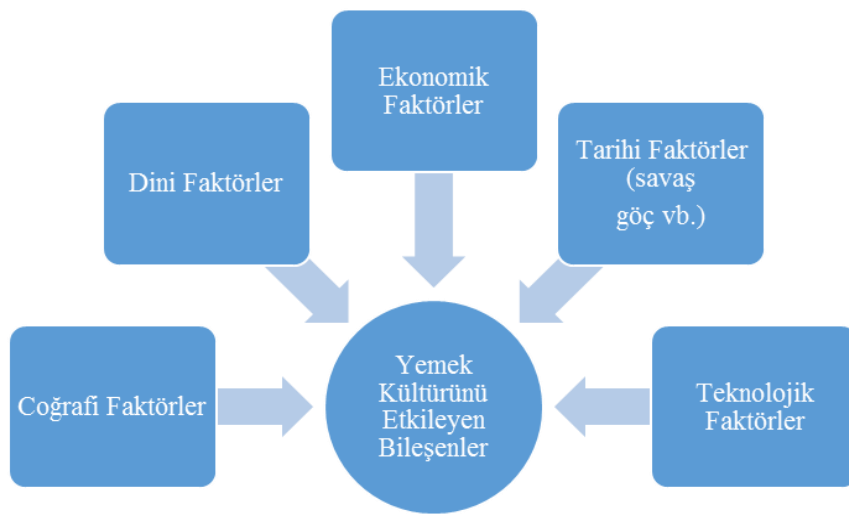 Ekonomik
Faktörler
Dini Faktörler
Tarihi Faktörler
(savaş
göç vb.)
Coğrafi Faktörler
Yemek
Kültürünü
Etkileyen
Bileşenler
Teknolojik
Faktörler